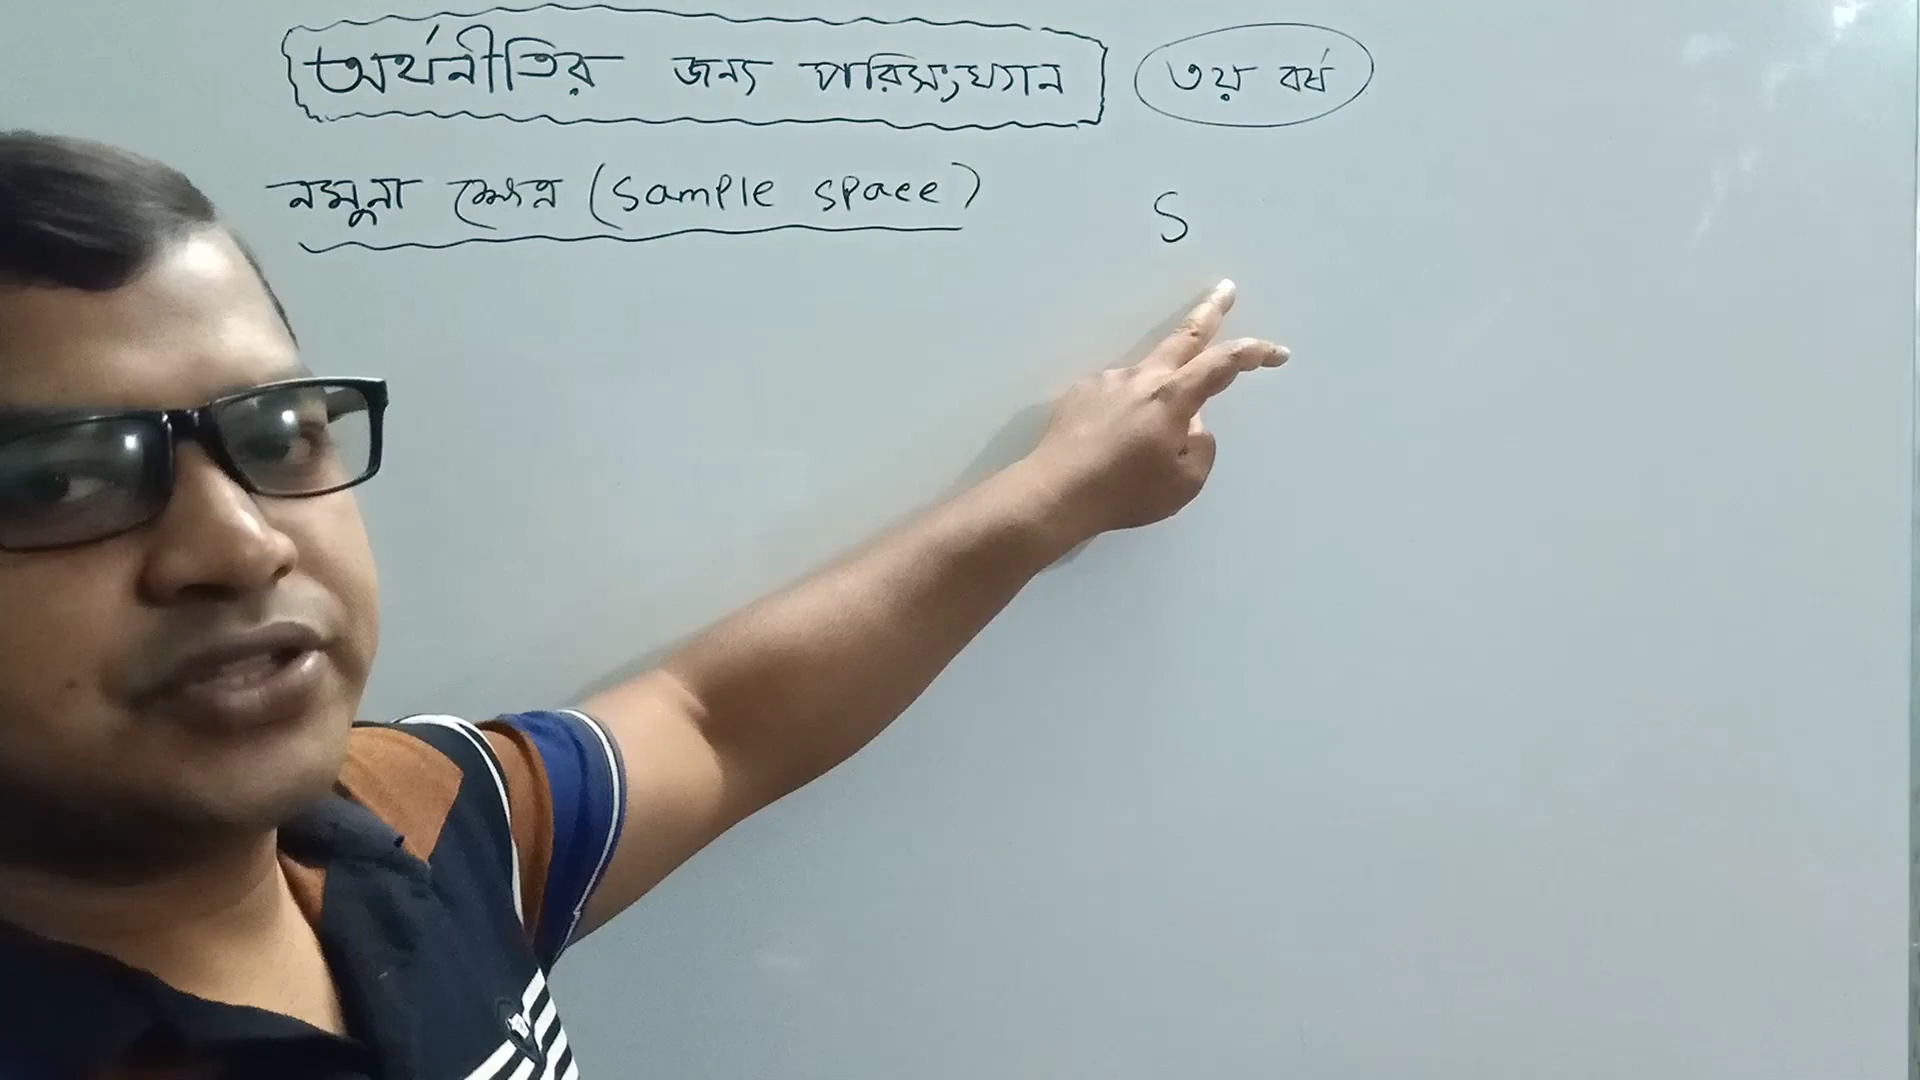 অর্থনীতির জন্য পরিসংখ্যান ৩য় বর্ষ
নমুনা ক্ষেত্র (Sample space) S